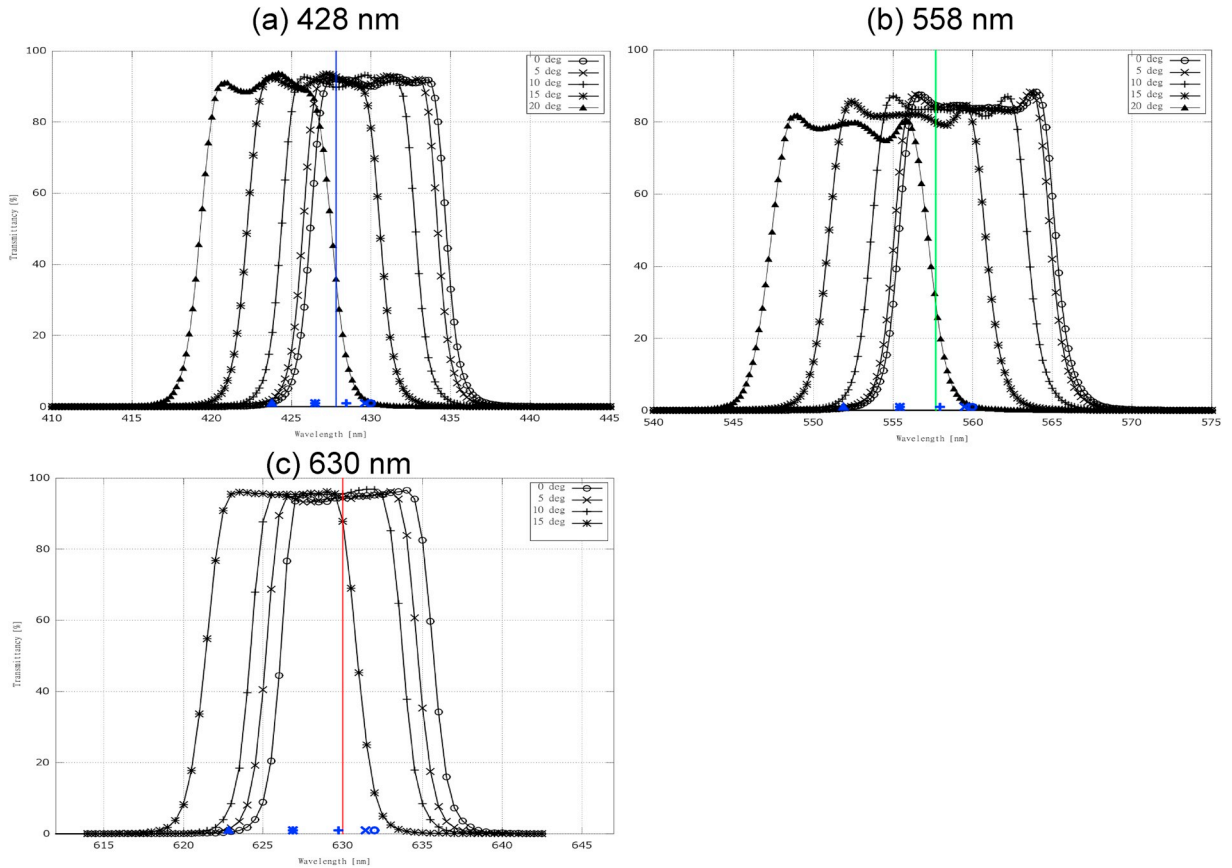 (a) 428 nm
(b) 558 nm
100
80
60
40
20
0
Transmittancy [%]
0 deg
5 deg
10 deg
15 deg
20 deg
410 415 420 425 430 435 440 445
Wavelength [nm]
100
80
60
40
20
0
0 deg
5 deg
10 deg
15 deg
20 deg
540 545 550 555 560 565 570 575
Wavelength [nm]
(c) 630 nm
100
80
60
40
20
0
Transmittancy [%]
0 deg
5 deg
10 deg
15 deg
615 620 625 630 635 640 645
Wavelength [nm]